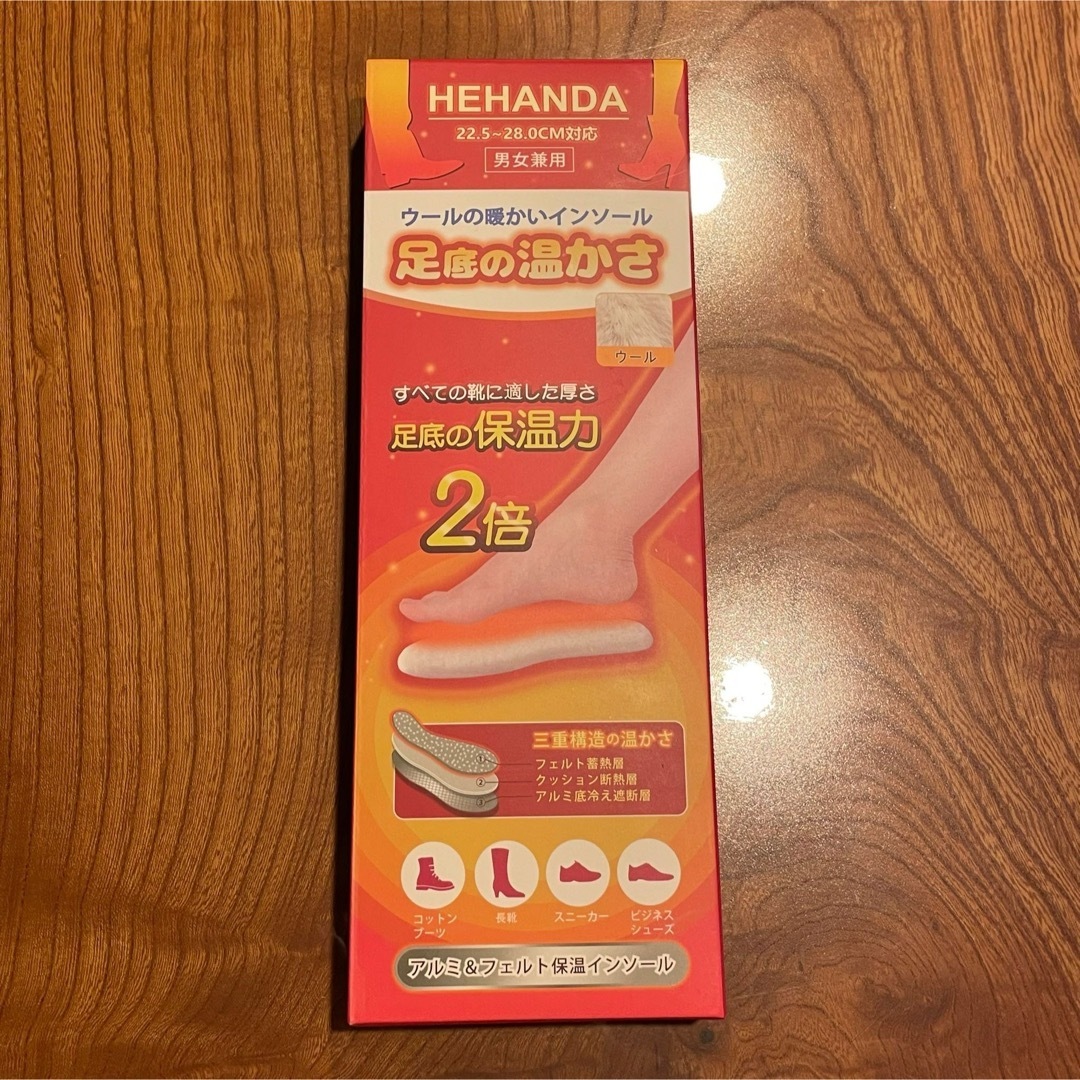 HEHANDA
22.5~28.0CM対応
男女兼用
ウールの暖かいインソール
足底の温かさ
ウール
すべての靴に適した厚さ
足底の保温力
2倍
三重構造の温かさ
① フェルト蓄熱層
② クッション断熱層
③ アルミ底冷え遮断層
コットン
ブーツ
長靴
スニーカー
ビジネス
シューズ
アルミ&フェルト保温インソール